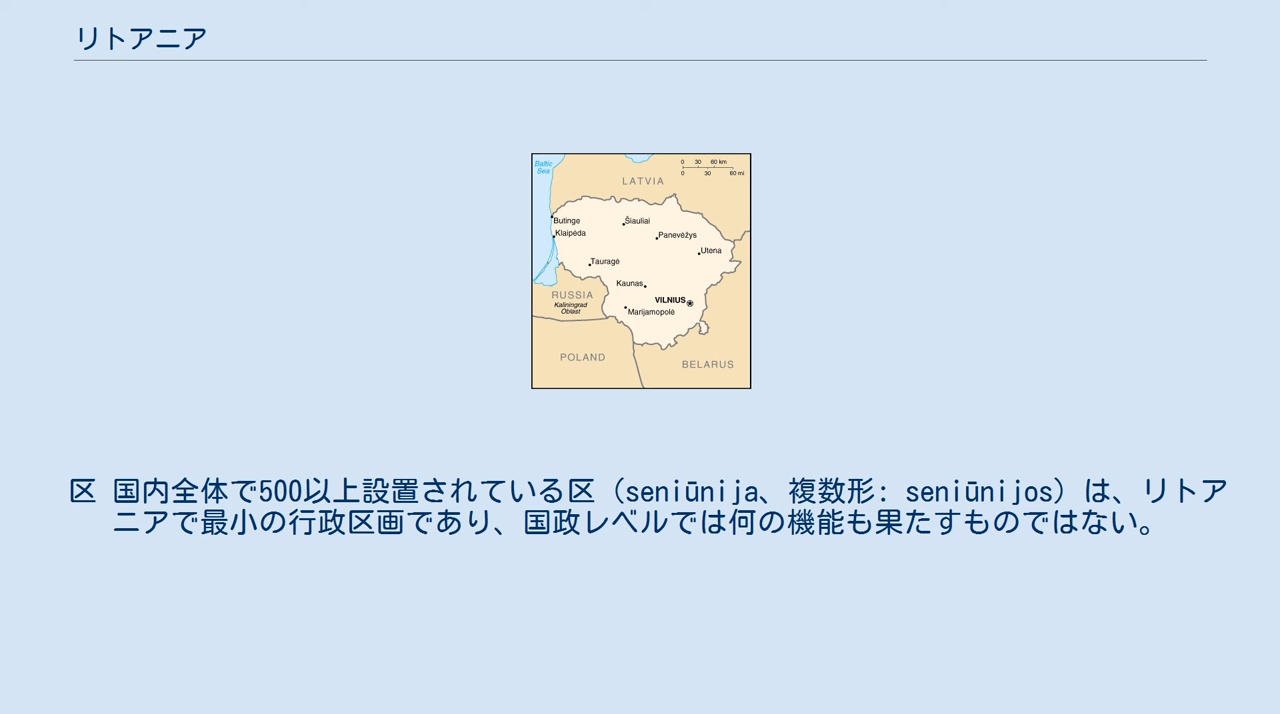 リトアニア
Baltic
Sea
0 30 60 km
0 30 60 mi
LATVIA
Butinge
Šiauliai
Klaipėda
Panevėžys
Utena
Tauragė
Kaunas
RUSSIA
Kaliningrad
Oblast
VILNIUS
Marijamopolė
POLAND
BELARUS
区 国内全体で500以上設置されている区（seniūnija、複数形: seniūnijos）は、リトア
ニアで最小の行政区画であり、国政レベルでは何の機能も果たすものではない。